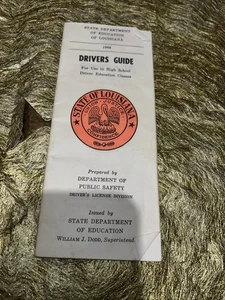 STATE DEPARTMENT
OF EDUCATION
OF LOUISIANA
DRIVERS GUIDE
For Use in High School
Driver Education Classes
STATE OF LOUISIANA
CONFIDENCE
Prepared by
DEPARTMENT OF
PUBLIC SAFETY
DRIVER'S LICENSE DIVISION
Issued by
STATE DEPARTMENT
OF EDUCATION
WILLIAM J. DODD, Superintendent